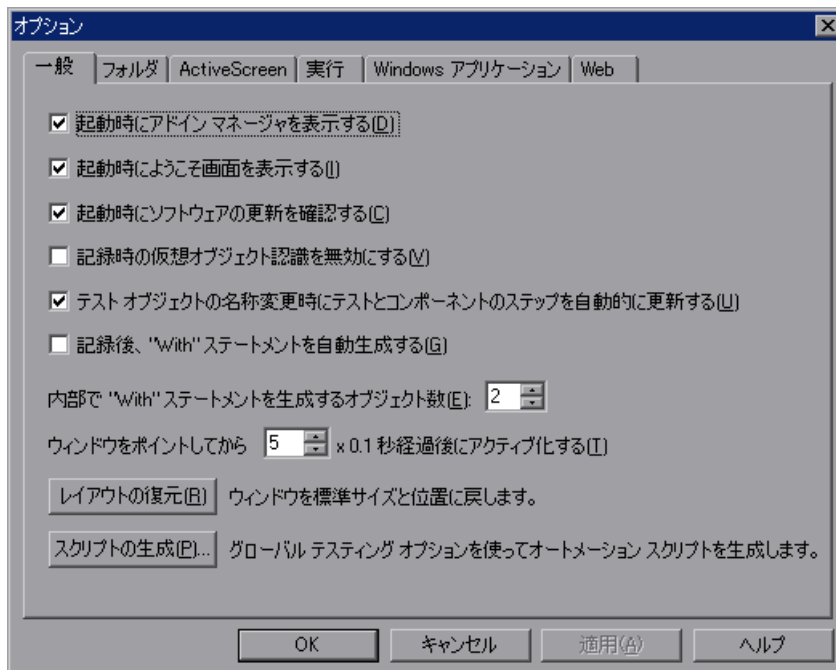 オプション
一般 フォルダ ActiveScreen 実行 Windows アプリケーション Web
起動時にアドイン マネージャを表示する(D)
起動時にようこそ画面を表示する(I)
起動時にソフトウェアの更新を確認する(C)
記録時の仮想オブジェクト認識を無効にする(V)
テスト オブジェクトの名称変更時にテストとコンポーネントのステップを自動的に更新する(U)
記録後、"With" ステートメントを自動生成する(G)
内部で "With" ステートメントを生成するオブジェクト数(E): 2
ウィンドウをポイントしてから 5 x 0.1 秒経過後にアクティブ化する(T)
レイアウトの復元(R) ウィンドウを標準サイズと位置に戻します。
スクリプトの生成(P)... グローバル テスティング オプションを使ってオートメーション スクリプトを生成します。
OK キャンセル 適用(A) ヘルプ